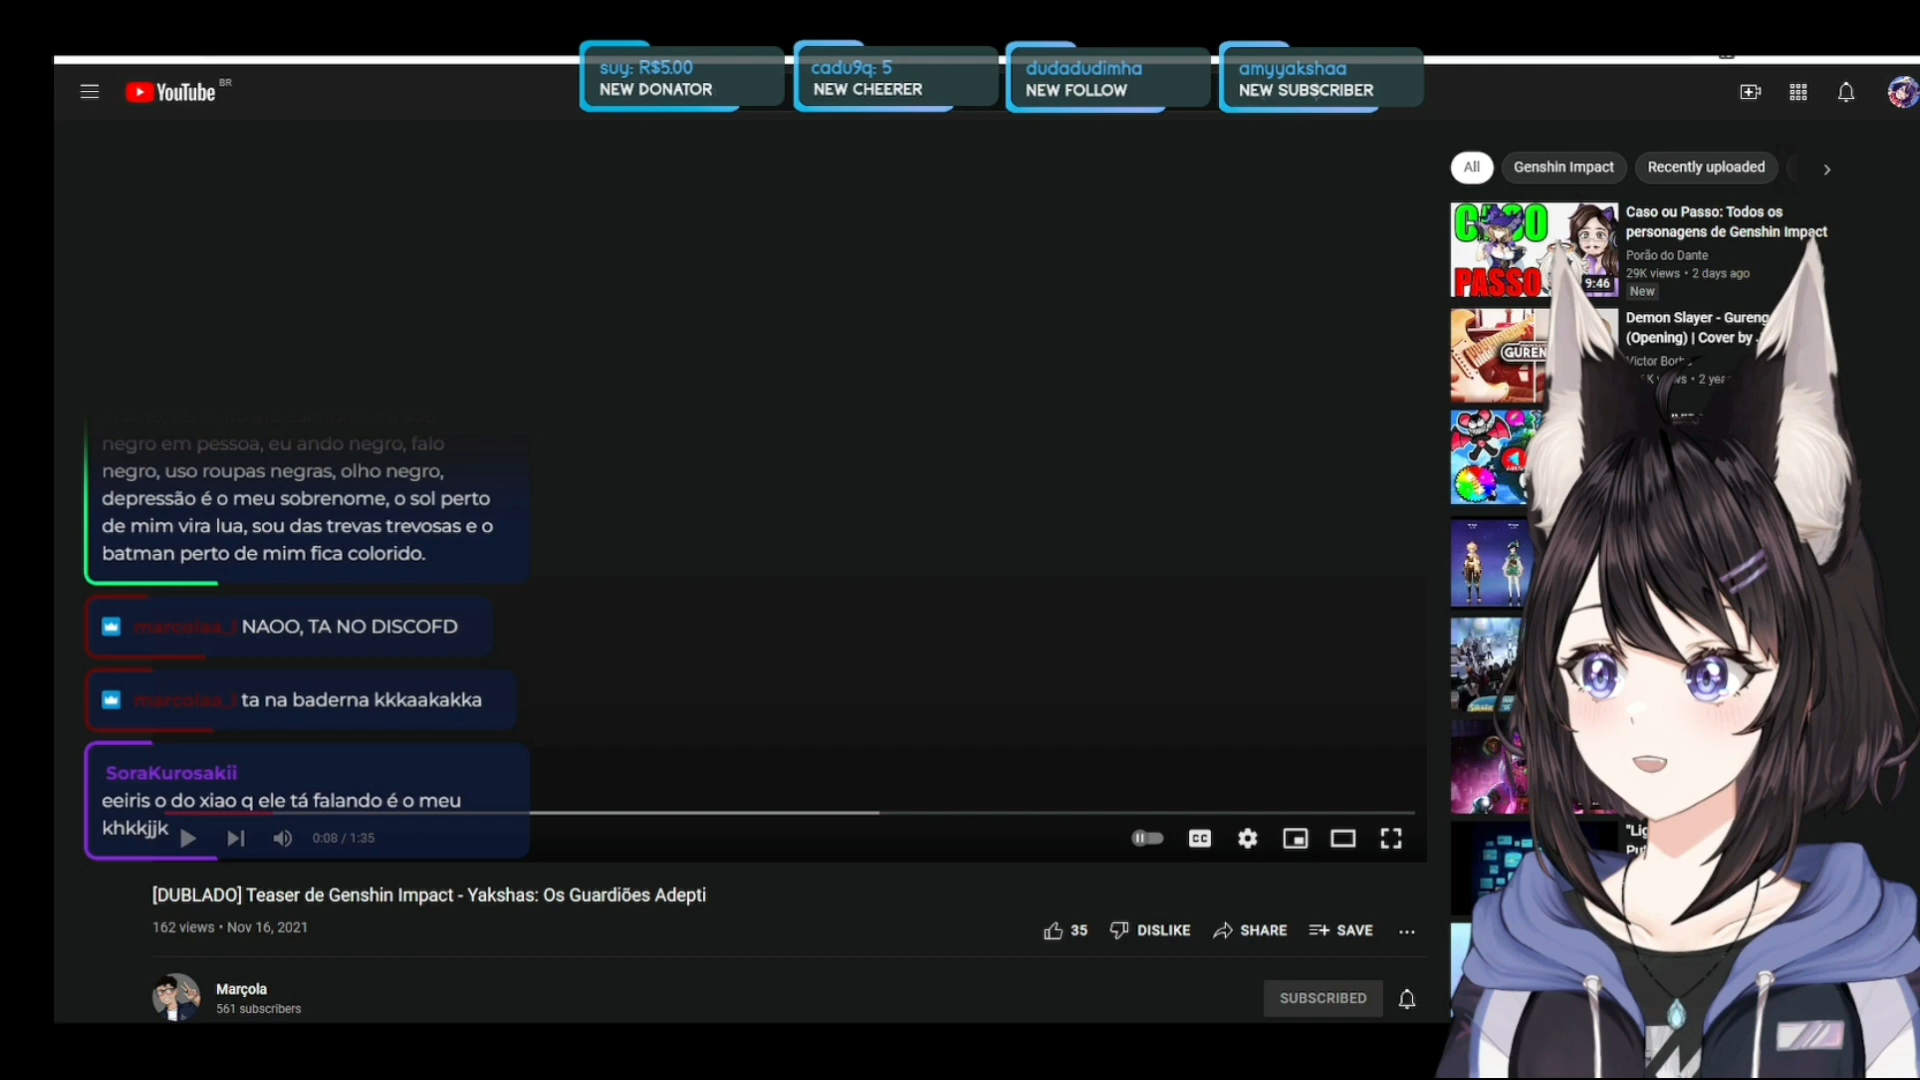 suy: R$5.00
NEW DONATOR
cadu9q: 5
NEW CHEERER
dudadudimha
NEW FOLLOW
amyyakshaa
NEW SUBSCRIBER
YouTube BR
All
Genshin Impact
Recently uploaded
CASO
PASSO
9:46
Caso ou Passo: Todos os
personagens de Genshin Impact
Porão do Dante
29K views • 2 days ago
New
GUREN
Demon Slayer - Gureng
(Opening) | Cover by
Victor Borb
negro em pessoa, eu ando negro, falo
negro, uso roupas negras, olho negro,
depressão é o meu sobrenome, o sol perto
de mim vira lua, sou das trevas trevosas e o
batman perto de mim fica colorido.
NAOO, TA NO DISCOFD
ta na baderna kkkaakakka
SoraKurosakii
eeiris o do xiao q ele tá falando é o meu
khkkjjk
0:08 / 1:35
CC
[DUBLADO] Teaser de Genshin Impact - Yakshas: Os Guardiões Adepti
162 views • Nov 16, 2021
35
DISLIKE
SHARE
SAVE
Marçola
561 subscribers
SUBSCRIBED